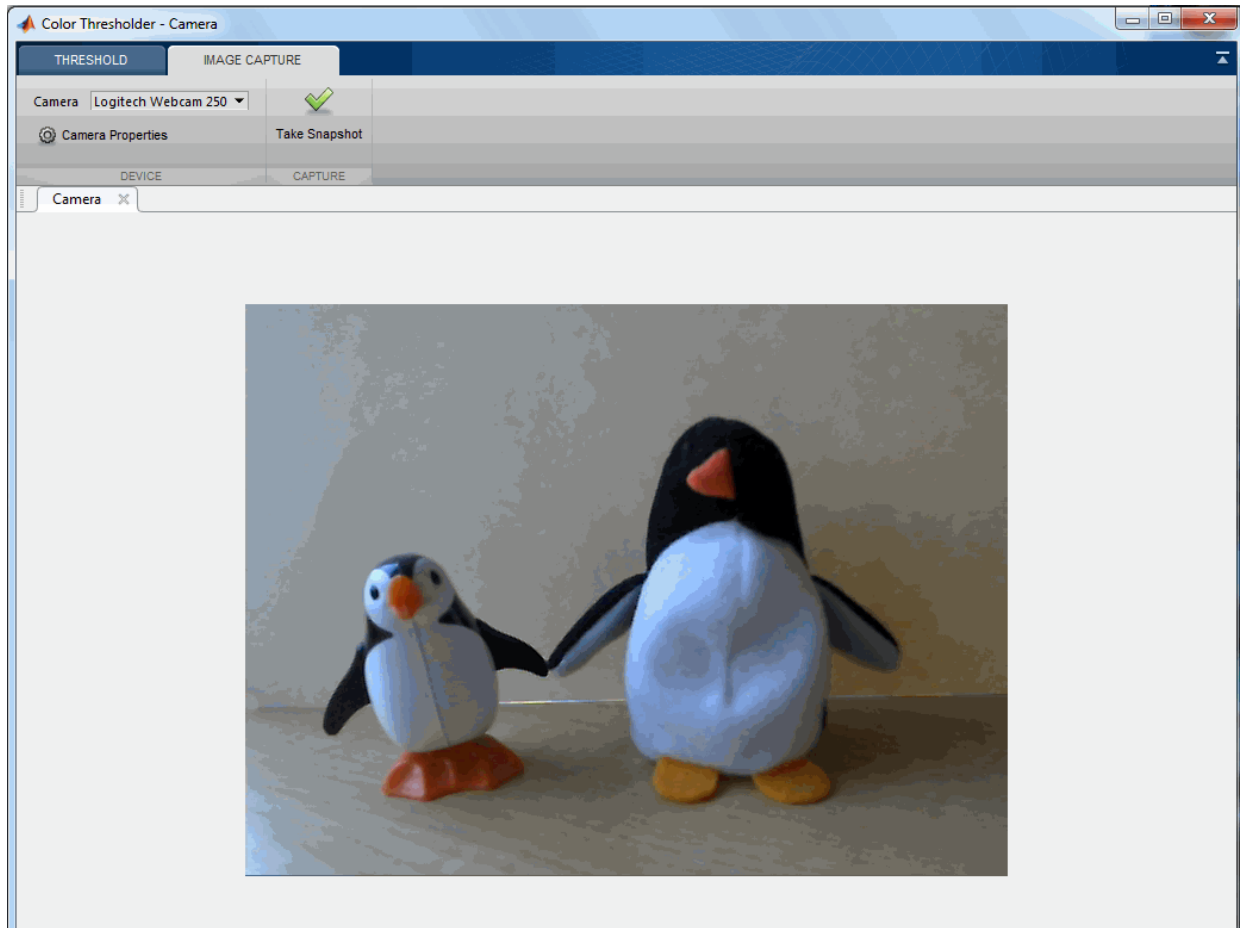 Color Thresholder - Camera
THRESHOLD
IMAGE CAPTURE
Camera
Logitech Webcam 250
Camera Properties
Take Snapshot
DEVICE
CAPTURE
Camera